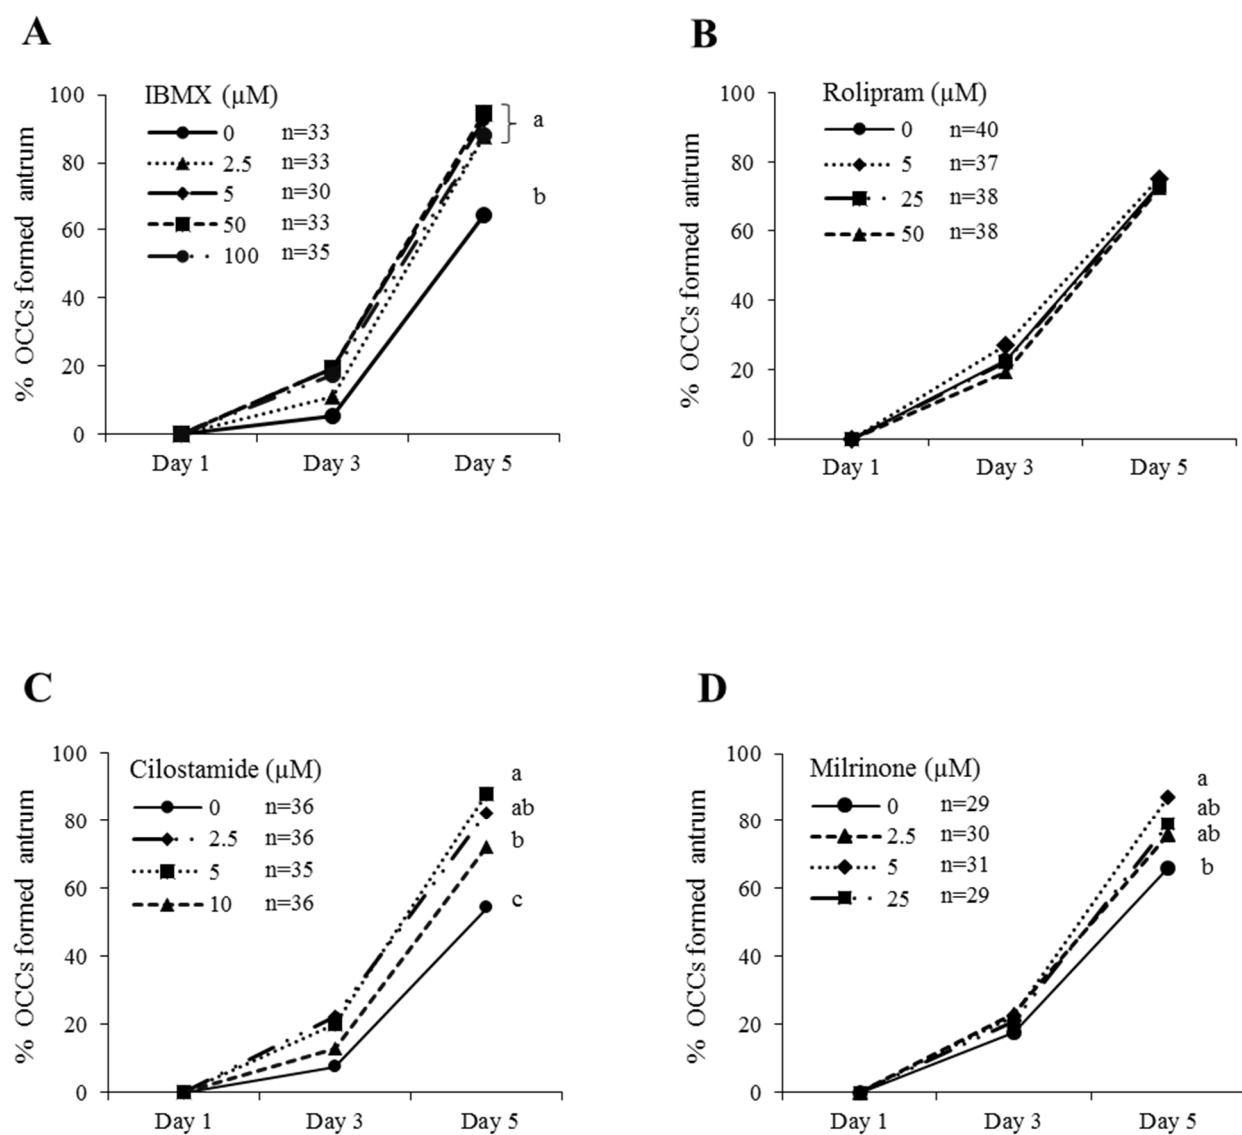 A
IBMX (µM)
0 n=33
2.5 n=33
5 n=30
50 n=33
100 n=35
% OCCs formed antrum
100
80
60
40
20
0
Day 1 Day 3 Day 5
a
b
B
Rolipram (µM)
0 n=40
5 n=37
25 n=38
50 n=38
% OCCs formed antrum
100
80
60
40
20
0
Day 1 Day 3 Day 5
C
Cilostamide (µM)
0 n=36
2.5 n=36
5 n=35
10 n=36
% OCCs formed antrum
100
80
60
40
20
0
Day 1 Day 3 Day 5
a
ab
b
c
D
Milrinone (µM)
0 n=29
2.5 n=30
5 n=31
25 n=29
% OCCs formed antrum
100
80
60
40
20
0
Day 1 Day 3 Day 5
a
ab
ab
b